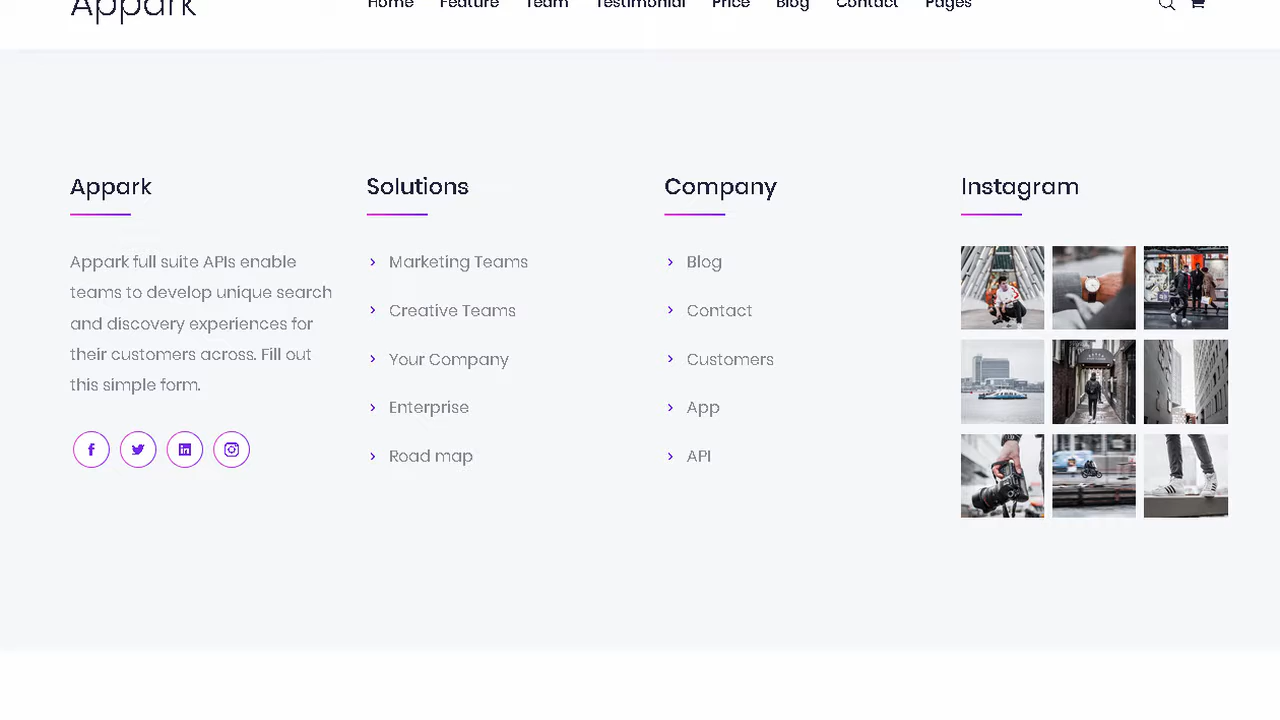 Appark
Home Feature Team Testimonial Price Blog Contact Pages
Appark
Appark full suite APIs enable
teams to develop unique search
and discovery experiences for
their customers across. Fill out
this simple form.
Solutions
Marketing Teams
Creative Teams
Your Company
Enterprise
Road map
Company
Blog
Contact
Customers
App
API
Instagram